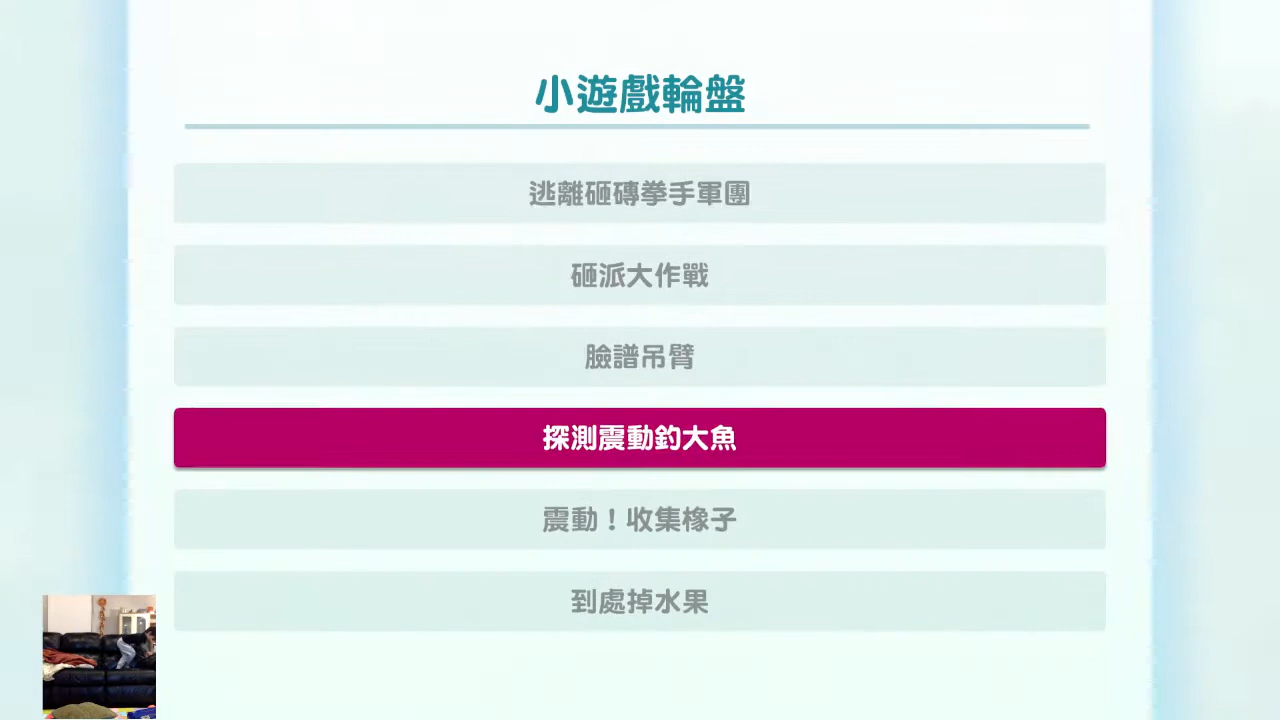 小遊戲輪盤
逃離砸磚拳手軍團
砸派大作戰
臉譜吊臂
探測震動釣大魚
震動！收集橡子
到處掉水果